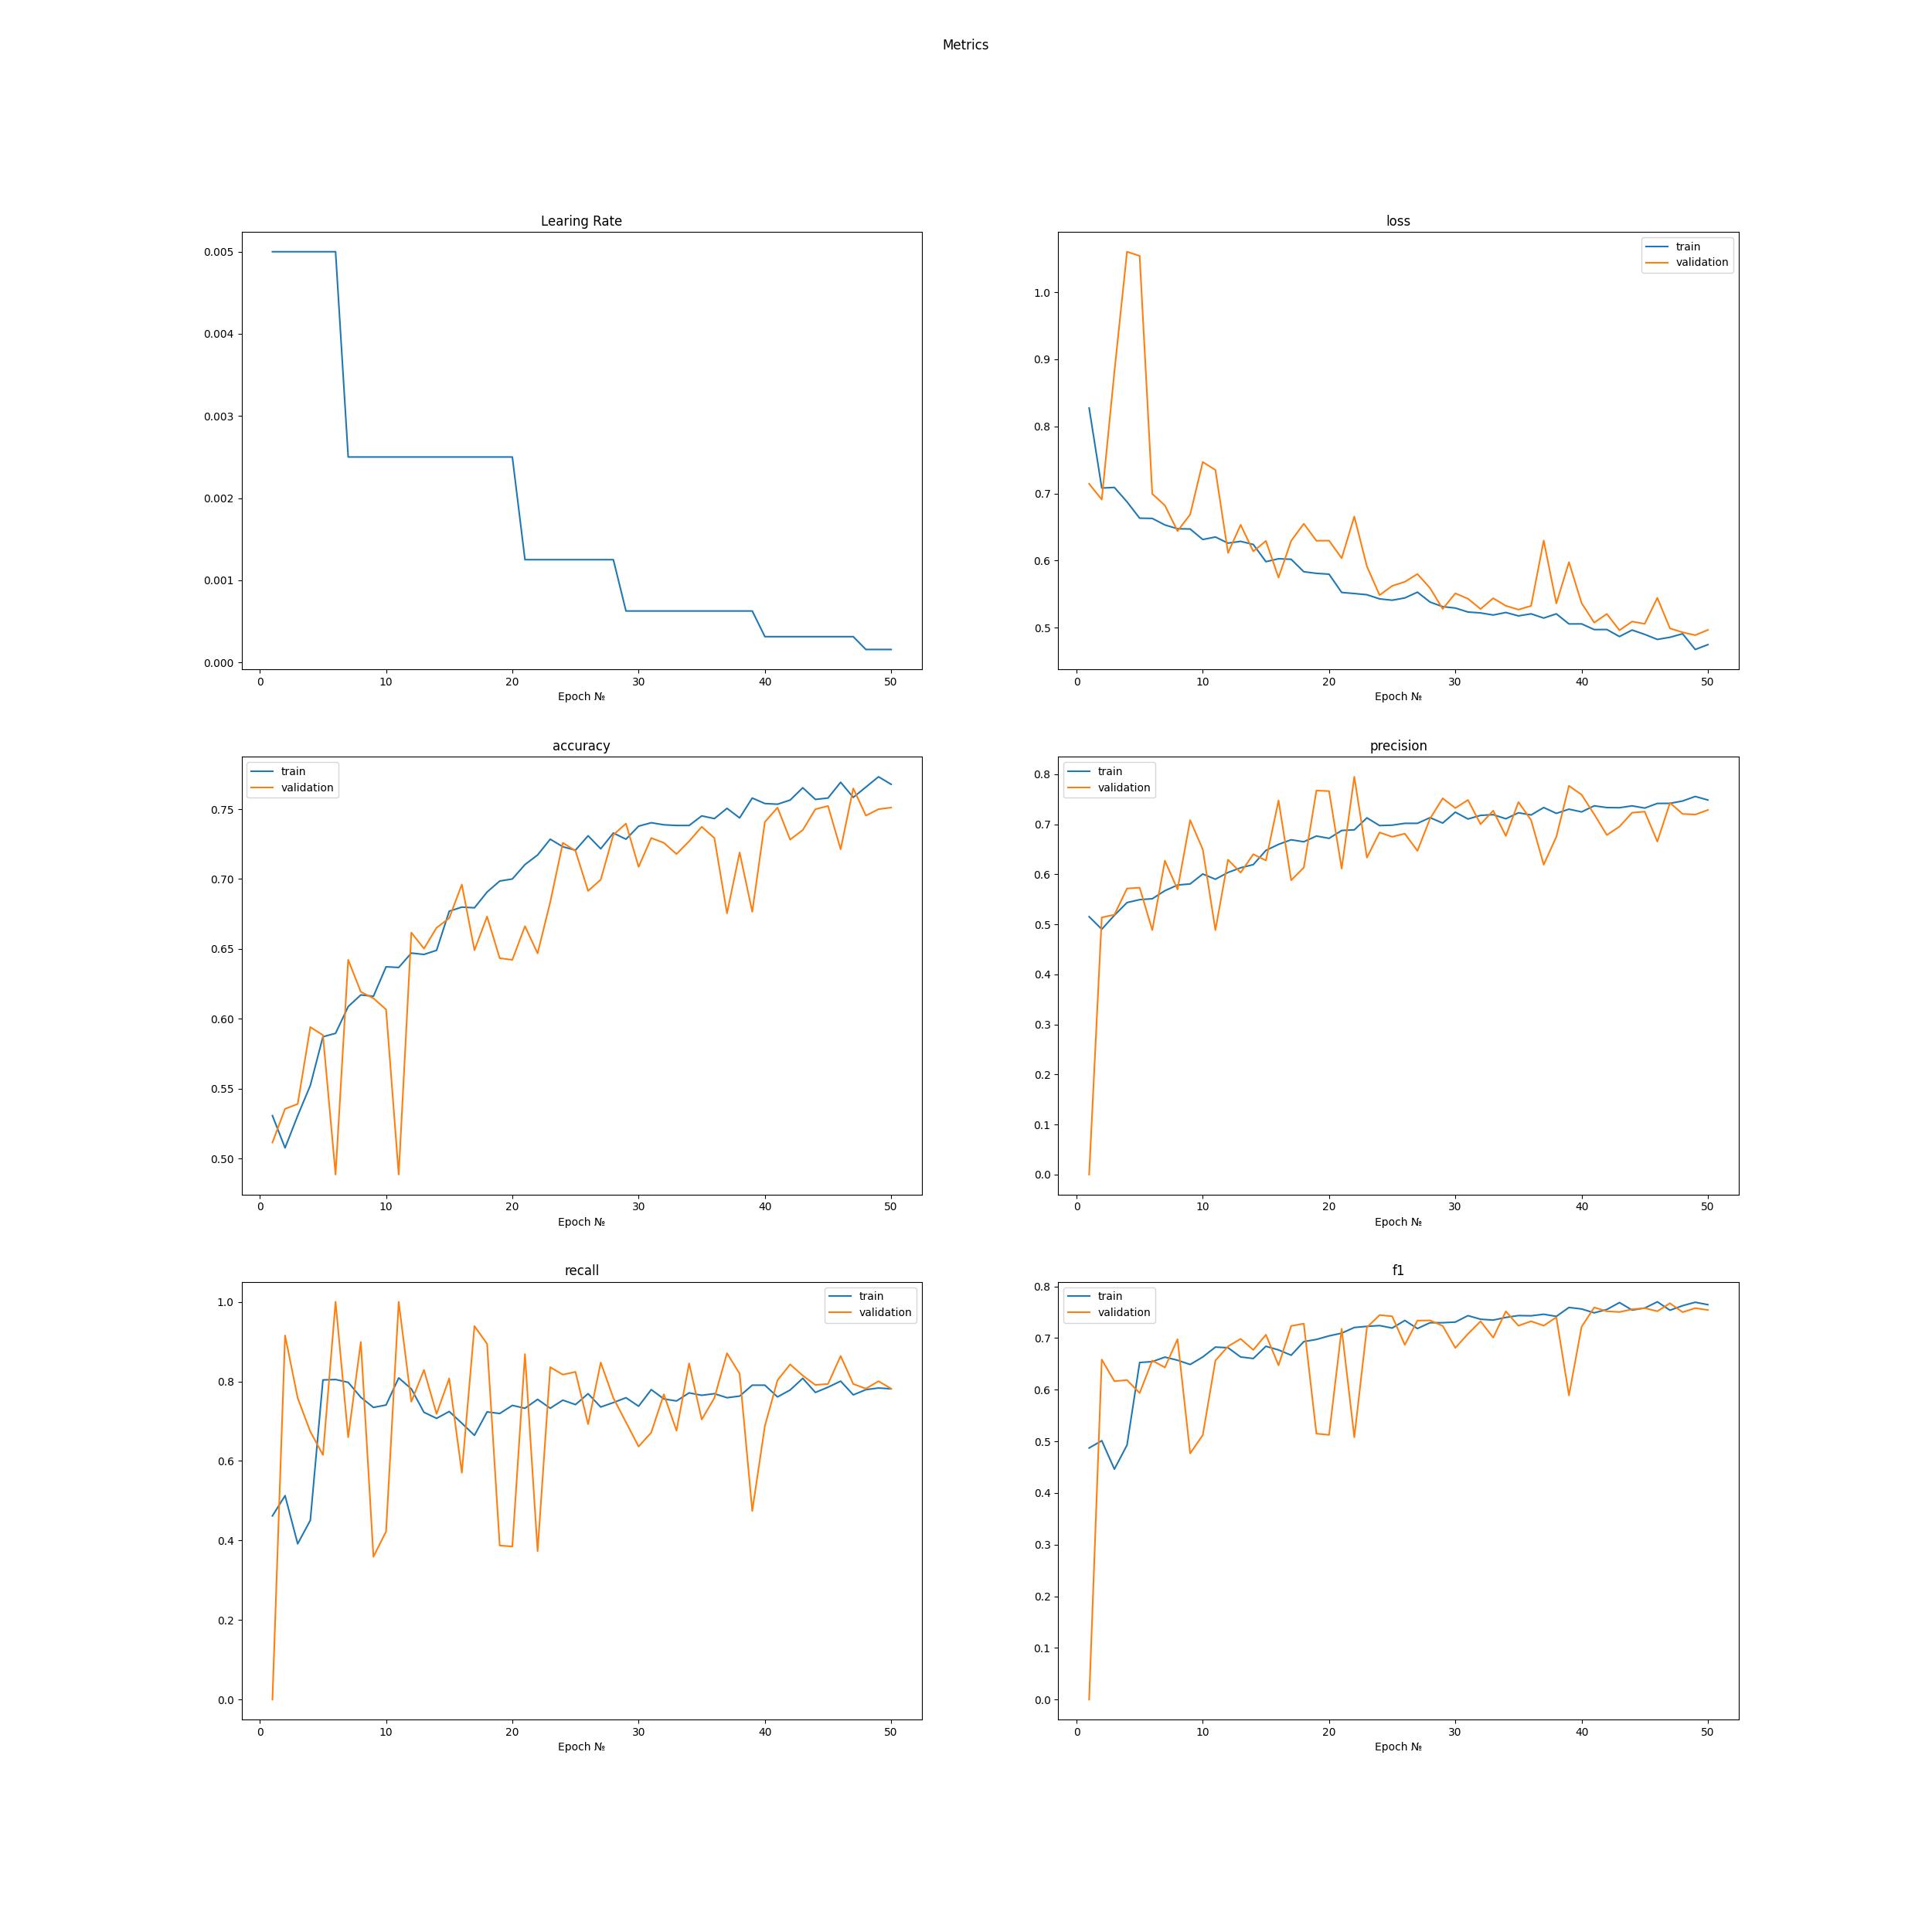 Metrics
Learing Rate
0.005
0.004
0.003
0.002
0.001
0.000
0 10 20 30 40 50
Epoch №
loss
train
validation
1.0
0.9
0.8
0.7
0.6
0.5
0 10 20 30 40 50
Epoch №
accuracy
train
validation
0.75
0.70
0.65
0.60
0.55
0.50
0 10 20 30 40 50
Epoch №
precision
train
validation
0.8
0.7
0.6
0.5
0.4
0.3
0.2
0.1
0.0
0 10 20 30 40 50
Epoch №
recall
train
validation
1.0
0.8
0.6
0.4
0.2
0.0
0 10 20 30 40 50
Epoch №
f1
train
validation
0.8
0.7
0.6
0.5
0.4
0.3
0.2
0.1
0.0
0 10 20 30 40 50
Epoch №